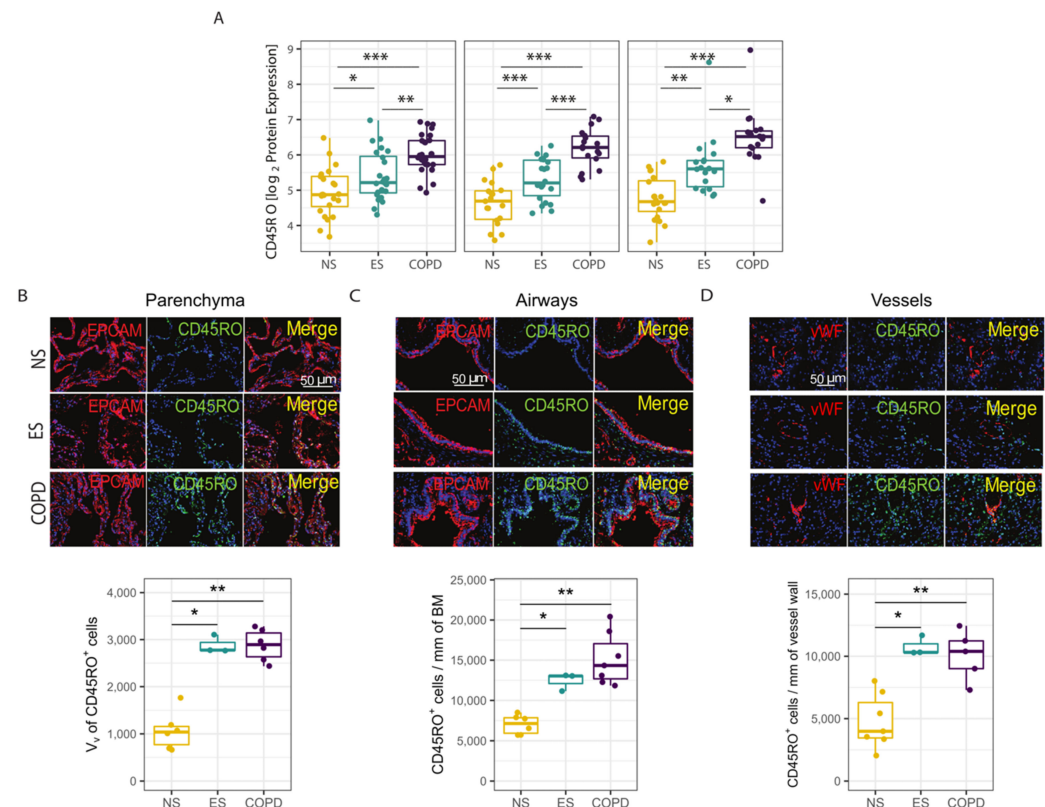 A
CD45R O [log 2 Protein Expression]
9
8
7
6
5
4
*** * **
*** *** ***
*** ** *
NS ES COPD
NS ES COPD
NS ES COPD
B Parenchyma
NS
EPCAM CD45RO Merge
50 µm
ES
EPCAM CD45RO Merge
COPD
EPCAM CD45RO Merge
Vv of CD45RO+ cells
4,000
3,000
2,000
1,000
0
**
*
NS ES COPD
C Airways
EPCAM CD45RO Merge
50 µm
EPCAM CD45RO Merge
EPCAM CD45RO Merge
CD45RO+ cells / mm of BM
25,000
20,000
15,000
10,000
5,000
0
**
*
NS ES COPD
D Vessels
vWF CD45RO Merge
50 µm
vWF CD45RO Merge
vWF CD45RO Merge
CD45RO+ cells / mm of vessel wall
15,000
10,000
5,000
0
**
*
NS ES COPD